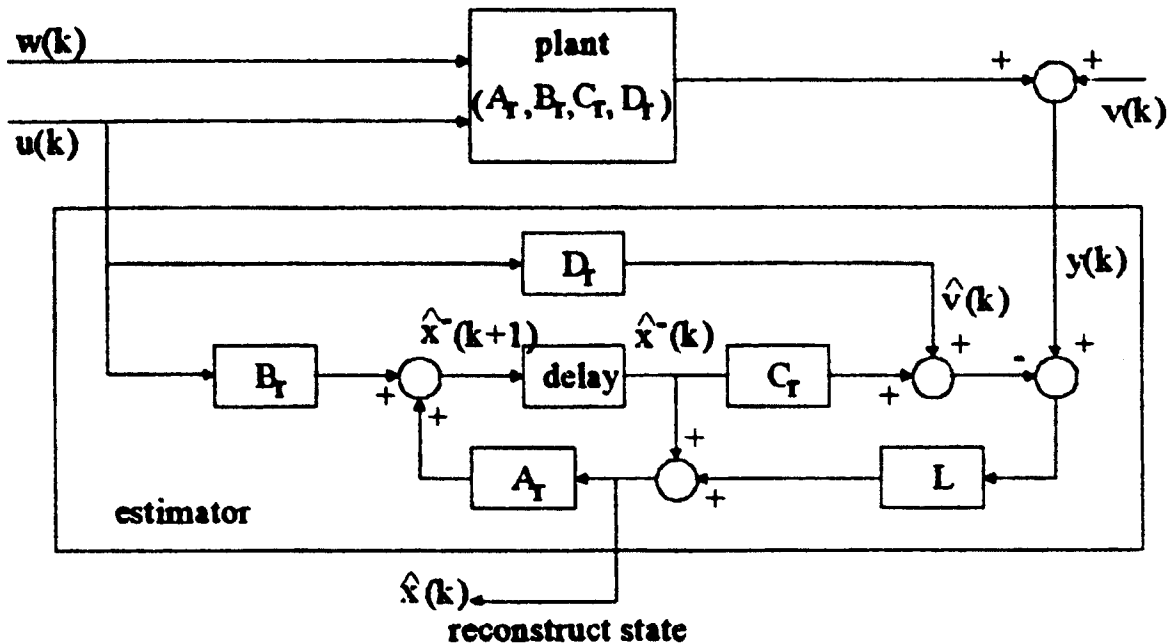 w(k)
plant
(A_r, B_r, C_r, D_r)
+
+
v(k)
u(k)
D_r
y(k)
v̂(k)
x̂⁻(k+1)
x̂⁻(k)
+
-
+
B_r
+
delay
C_r
+
+
+
A_r
+
L
estimator
x̂(k)
reconstruct state